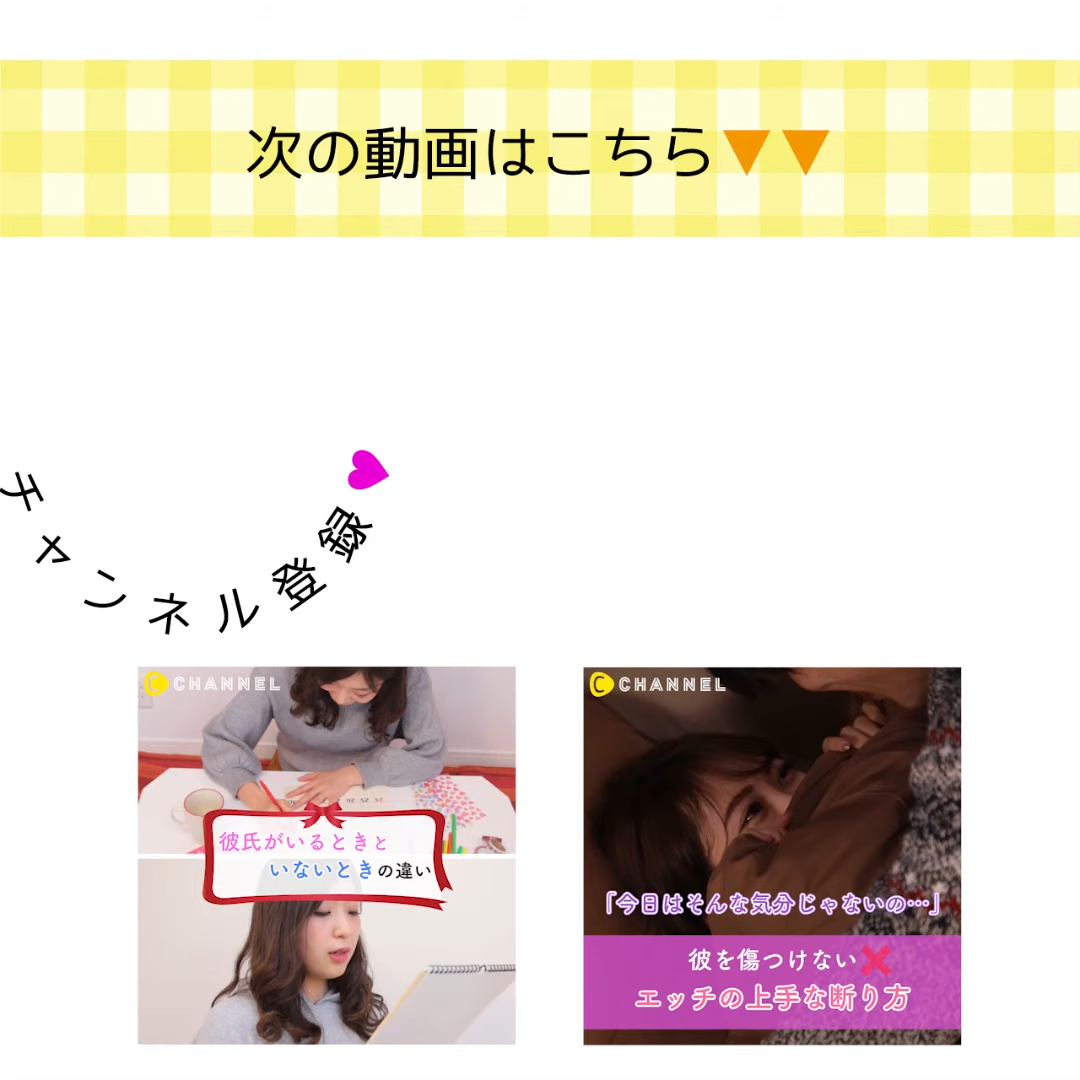 次の動画はこちら▼▼
チャンネル登録♥
C CHANNEL
彼氏がいるときと
いないときの違い
C CHANNEL
「今日はそんな気分じゃないの…」
彼を傷つけない❌
エッチの上手な断り方